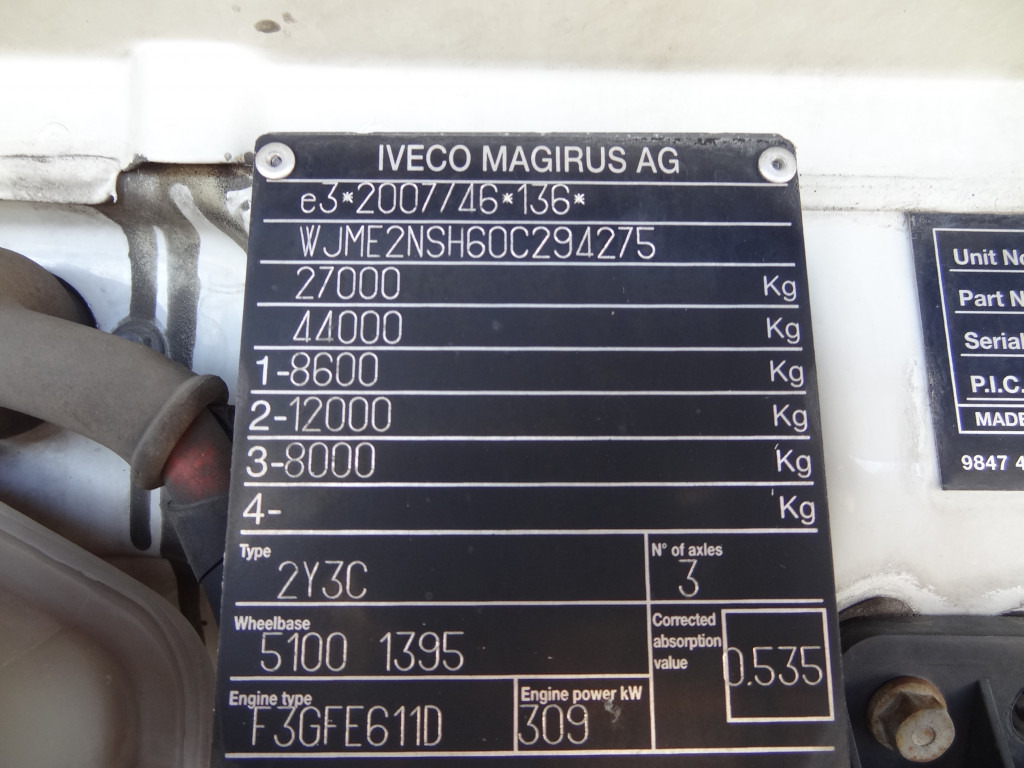 IVECO MAGIRUS AG
e3*2007/46*136*
WJME2NSH60C294275
27000 Kg
44000 Kg
1-8600 Kg
2-12000 Kg
3-8000 Kg
4- Kg
Type
2Y3C
N° of axles
3
Wheelbase
5100 1395
Corrected
absorption
value
0.535
Engine type
F3GFE611D
Engine power kW
309
Unit No
Part N
Serial
P.I.C.
MADE
9847 4